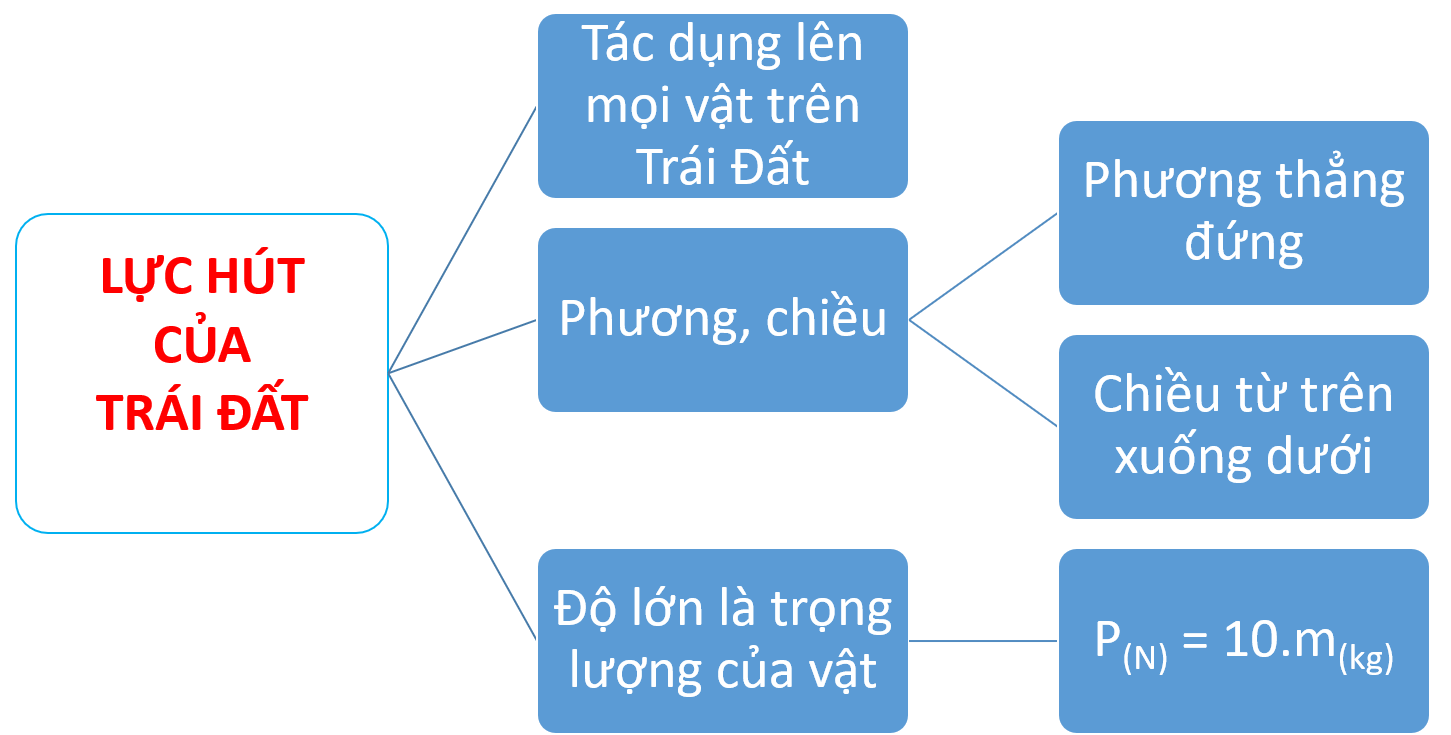 LỰC HÚT
CỦA
TRÁI ĐẤT
Tác dụng lên
mọi vật trên
Trái Đất
Phương, chiều
Phương thẳng
đứng
Chiều từ trên
xuống dưới
Độ lớn là trọng
lượng của vật
P(N) = 10.m(kg)